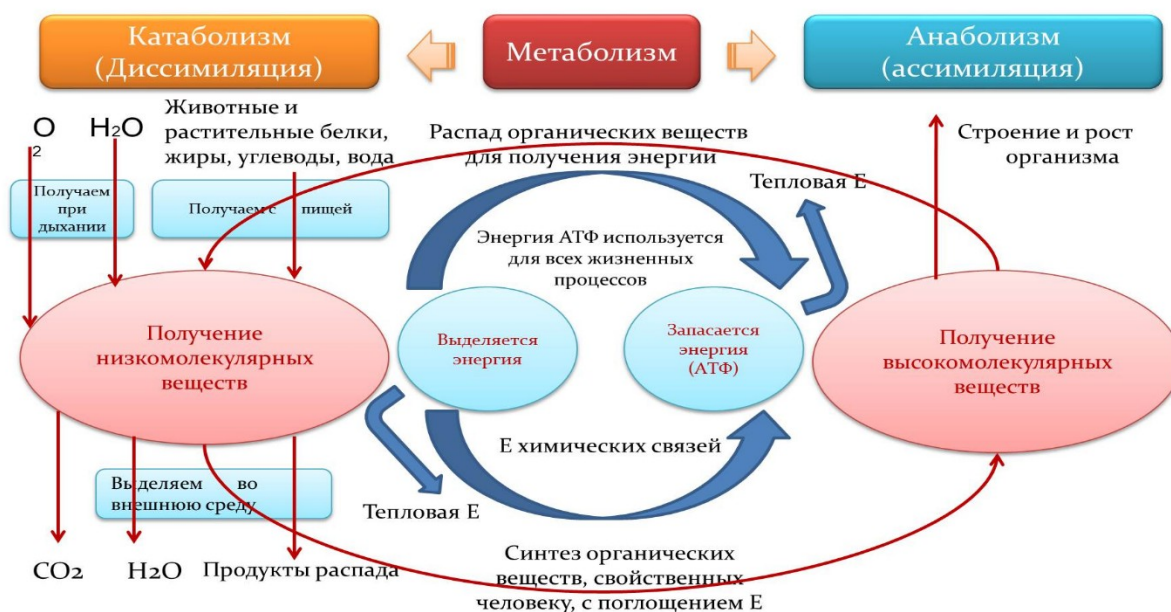 Катаболизм
(Диссимиляция)
Метаболизм
Анаболизм
(ассимиляция)
O
2
H2O
Животные и
растительные белки,
жиры, углеводы, вода
Распад органических веществ
для получения энергии
Строение и рост
организма
Получаем
при
дыхании
Получаем с пищей
Тепловая Е
Энергия АТФ используется
для всех жизненных
процессов
Получение
низкомолекулярных
веществ
Выделяется
энергия
Запасается
энергия
(АТФ)
Получение
высокомолекулярных
веществ
Е химических связей
Выделяем во
внешнюю среду
Тепловая Е
CO2
H2O
Продукты распада
Синтез органических
веществ, свойственных
человеку, с поглощением Е